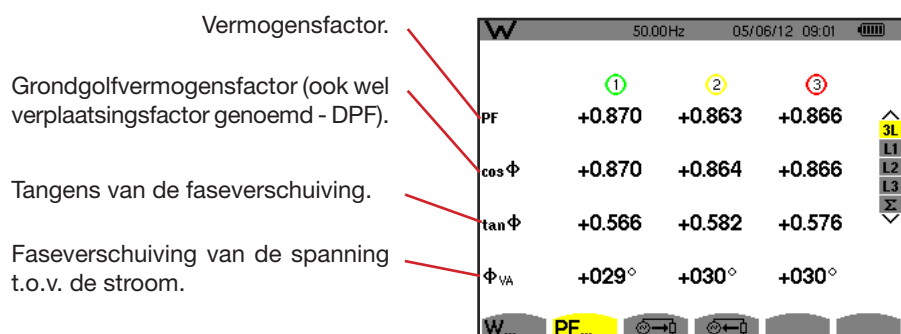 Vermogensfactor.
Grondgolfvermogensfactor (ook wel
verplaatsingsfactor genoemd - DPF).
Tangens van de faseverschuiving.
Faseverschuiving van de spanning
t.o.v. de stroom.
W 50.00Hz 05/06/12 09:01
1 2 3
PF +0.870 +0.863 +0.866
cos Φ +0.870 +0.864 +0.866
tan Φ +0.566 +0.582 +0.576
Φ VA +029° +030° +030°
3L
L1
L2
L3
Σ
W... PF...